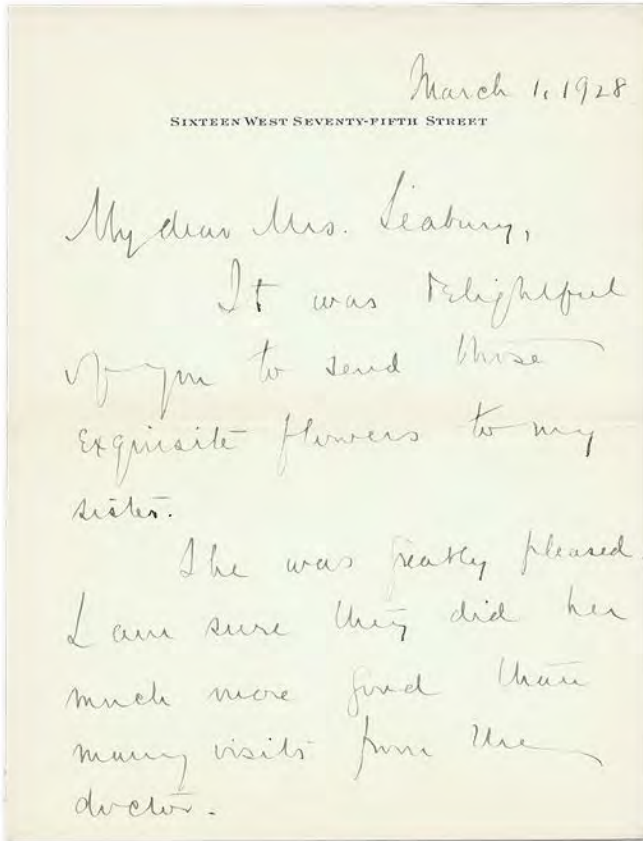 March 1, 1928
SIXTEEN WEST SEVENTY-FIFTH STREET
My dear Mrs. Seabury,
It was delightful
of you to send those
exquisite flowers to my
sister.
She was greatly pleased.
I am sure they did her
much more good than
many visits from the
doctor.